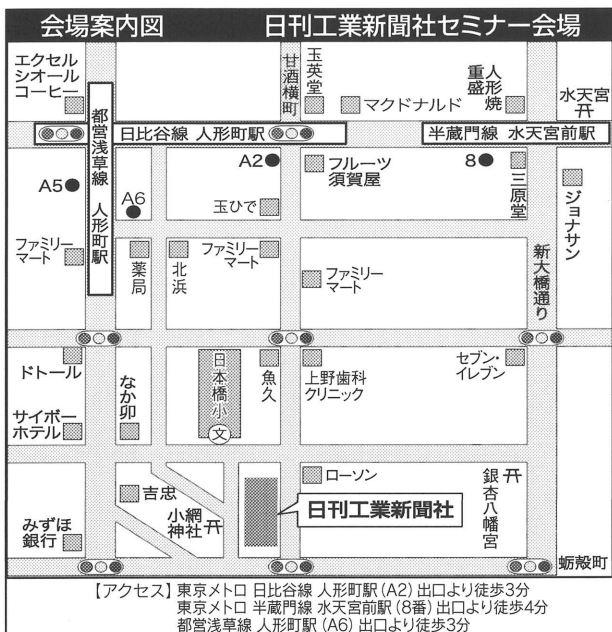 会場案内図 日刊工業新聞社セミナー会場
エクセル
シオール
コーヒー
甘酒横町
玉英堂
マクドナルド
重盛
人形焼
水天宮
都営浅草線 人形町駅
日比谷線 人形町駅
半蔵門線 水天宮前駅
A5
A6
A2
玉ひで
フルーツ
須賀屋
8
三原堂
ジョナサン
ファミリー
マート
薬局
北浜
ファミリー
マート
ファミリー
マート
新大橋通り
ドトール
なか卯
日本橋小
文
魚久
上野歯科
クリニック
セブン・
イレブン
サイボー
ホテル
吉忠
小網
神社
ローソン
日刊工業新聞社
銀杏八幡宮
みずほ
銀行
蛎殻町
【アクセス】東京メトロ 日比谷線 人形町駅(A2)出口より徒歩3分
東京メトロ 半蔵門線 水天宮前駅(8番)出口より徒歩4分
都営浅草線 人形町駅(A6)出口より徒歩3分